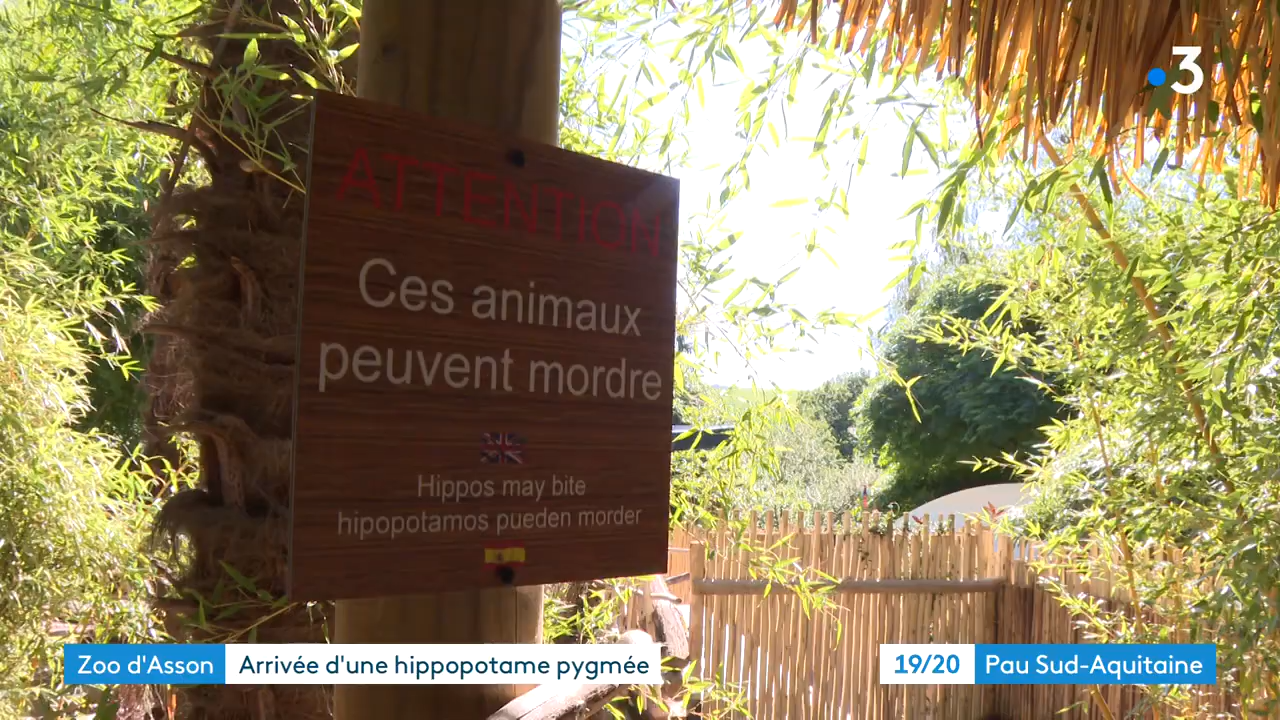 3
ATTENTION
Ces animaux
peuvent mordre
Hippos may bite
hipopotamos pueden morder
Zoo d'Asson Arrivée d'une hippopotame pygmée
19/20 Pau Sud-Aquitaine